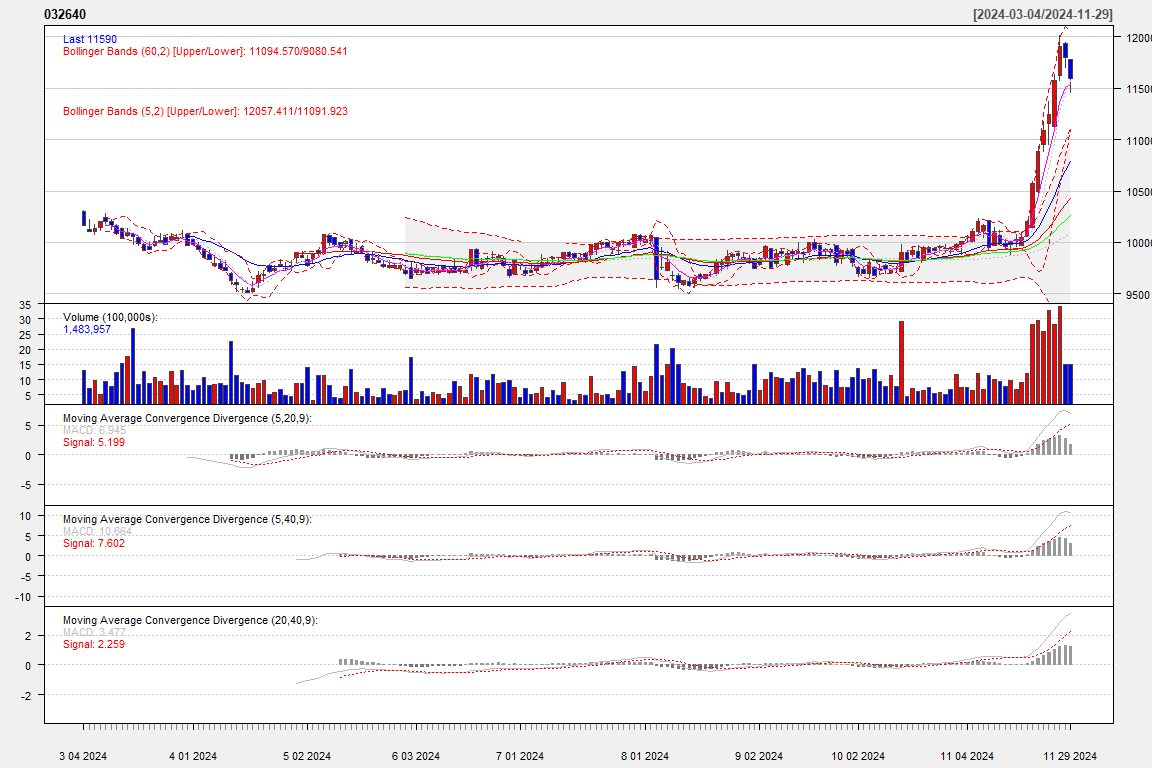 032640 [2024-03-04/2024-11-29]
Last 11590
Bollinger Bands (60,2) [Upper/Lower]: 11094.570/9080.541
Bollinger Bands (5,2) [Upper/Lower]: 12057.411/11091.923
12000
11500
11000
10500
10000
9500
Volume (100,000s):
1,483,957
35
30
25
20
15
10
5
Moving Average Convergence Divergence (5,20,9):
MACD: 6.945
Signal: 5.199
5
0
-5
Moving Average Convergence Divergence (5,40,9):
MACD: 10.664
Signal: 7.602
10
5
0
-5
-10
Moving Average Convergence Divergence (20,40,9):
MACD: 3.477
Signal: 2.259
2
0
-2
3 04 2024 4 01 2024 5 02 2024 6 03 2024 7 01 2024 8 01 2024 9 02 2024 10 02 2024 11 04 2024 11 29 2024